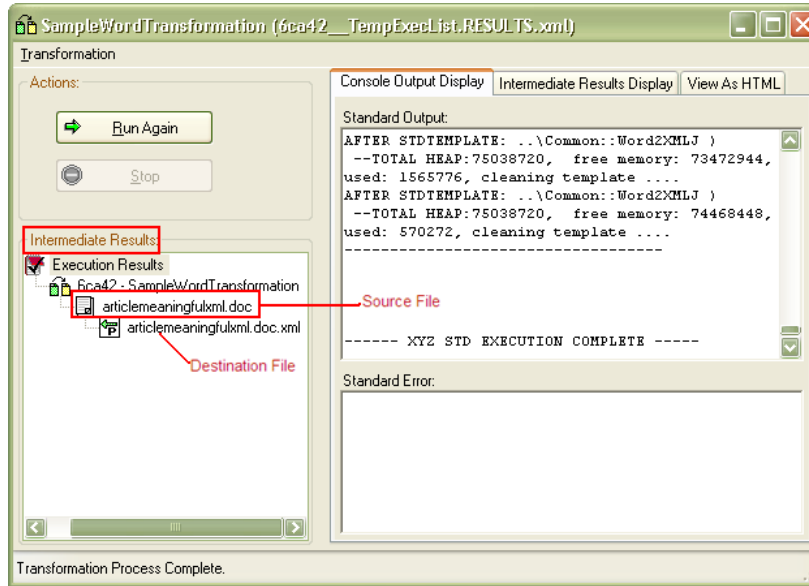 SampleWordTransformation (6ca42__TempExecList.RESULTS.xml)
Transformation
Actions:
Run Again
Stop
Intermediate Results:
Execution Results
6ca42 - SampleWordTransformation
articlemeaningfulxml.doc
articlemeaningfulxml.doc.xml
Source File
Destination File
Console Output Display
Intermediate Results Display
View As HTML
Standard Output:
AFTER STDTEMPLATE: ..\Common::Word2XMLJ )
--TOTAL HEAP:75038720, free memory: 73472944,
used: 1565776, cleaning template ....
AFTER STDTEMPLATE: ..\Common::Word2XMLJ )
--TOTAL HEAP:75038720, free memory: 74468448,
used: 570272, cleaning template ....
-----------------------------------
------ XYZ STD EXECUTION COMPLETE -----
Standard Error:
Transformation Process Complete.